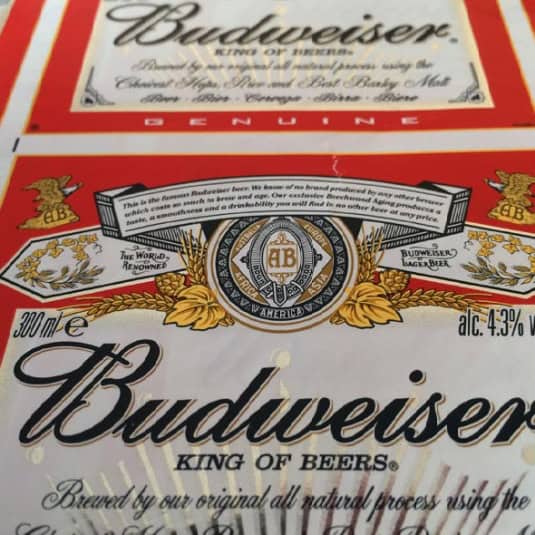 Budweiser.
KING OF BEERS®
Brewed by our original all natural process using the
Choicest Hops, Rice and Best Barley Malt
Beer · Bier · Cerveza · Birra · Bière
GENUINE
This is the famous Budweiser beer. We know of no brand produced by any other brewer
which costs so much to brew and age. Our exclusive Beechwood Aging produces a
taste, a smoothness and a drinkability you will find in no other beer at any price.
AB
AB
THE WORLD
RENOWNED
AB
EUROPA
AFRICA
ASIA
AMERICA
BUDWEISER
LAGER BEER
300 ml e
alc. 4.3% v
Budweiser
KING OF BEERS®
Brewed by our original all natural process using the